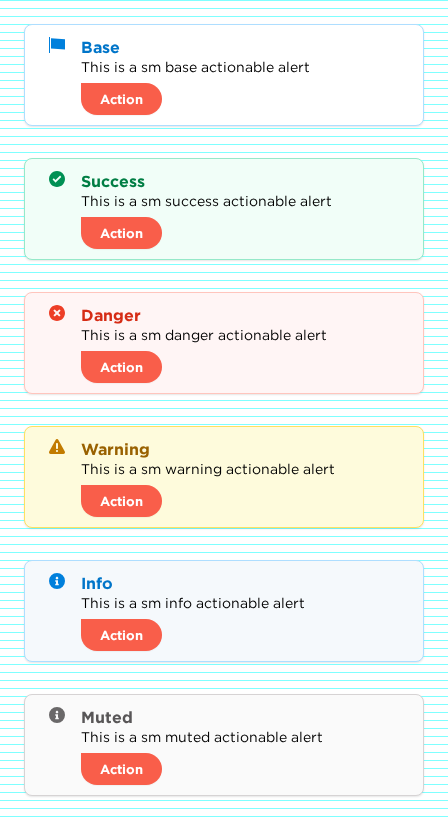 Base
This is a sm base actionable alert
Action
Success
This is a sm success actionable alert
Action
Danger
This is a sm danger actionable alert
Action
Warning
This is a sm warning actionable alert
Action
Info
This is a sm info actionable alert
Action
Muted
This is a sm muted actionable alert
Action